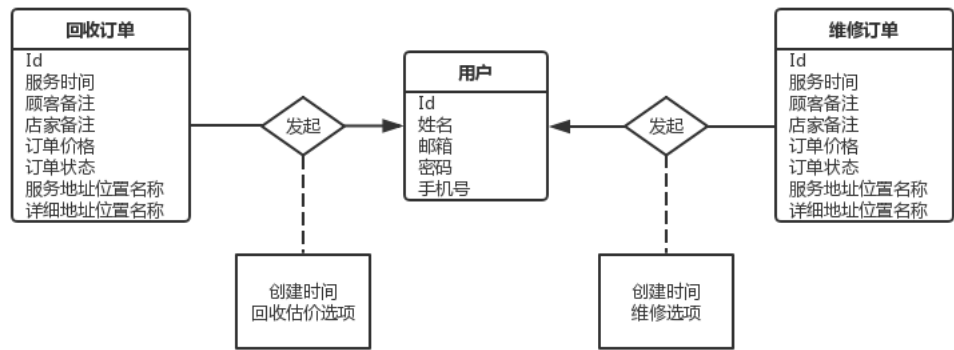 回收订单
Id
服务时间
顾客备注
店家备注
订单价格
订单状态
服务地址位置名称
详细地址位置名称
发起
创建时间
回收估价选项
用户
Id
姓名
邮箱
密码
手机号
发起
创建时间
维修选项
维修订单
Id
服务时间
顾客备注
店家备注
订单价格
订单状态
服务地址位置名称
详细地址位置名称